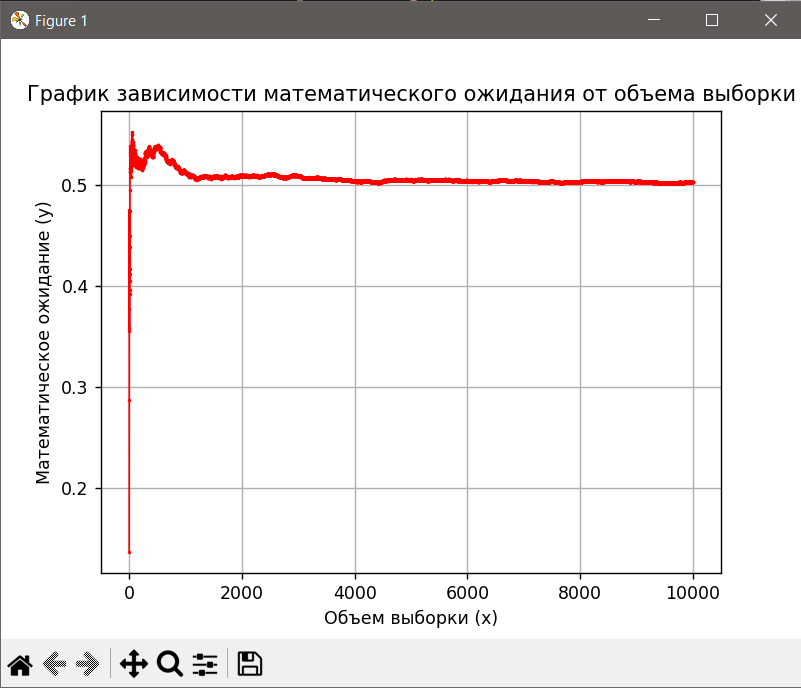 Figure 1
График зависимости математического ожидания от объема выборки
0.5
0.4
0.3
0.2
Математическое ожидание (y)
0
2000
4000
6000
8000
10000
Объем выборки (x)